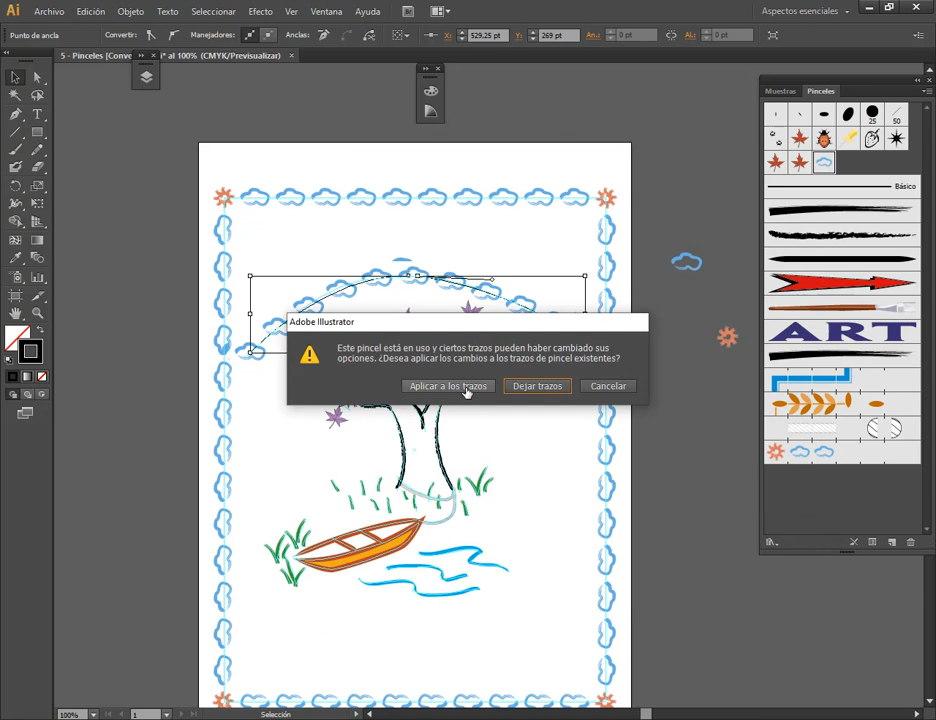 Ai Archivo Edición Objeto Texto Seleccionar Efecto Ver Ventana Ayuda Br Aspectos esenciales
Punto de ancla Convertir: Manejadores: Anclas: X: 529,25 pt Y: 269 pt An.: 0 pt Al.: 0 pt
5 - Pinceles [Conve i* al 100% (CMYK/Previsualizar)
Muestras Pinceles
25 50
Básico
ART
Adobe Illustrator
Este pincel está en uso y ciertos trazos pueden haber cambiado sus
opciones. ¿Desea aplicar los cambios a los trazos de pincel existentes?
Aplicar a los trazos Dejar trazos Cancelar
100% 1 Selección